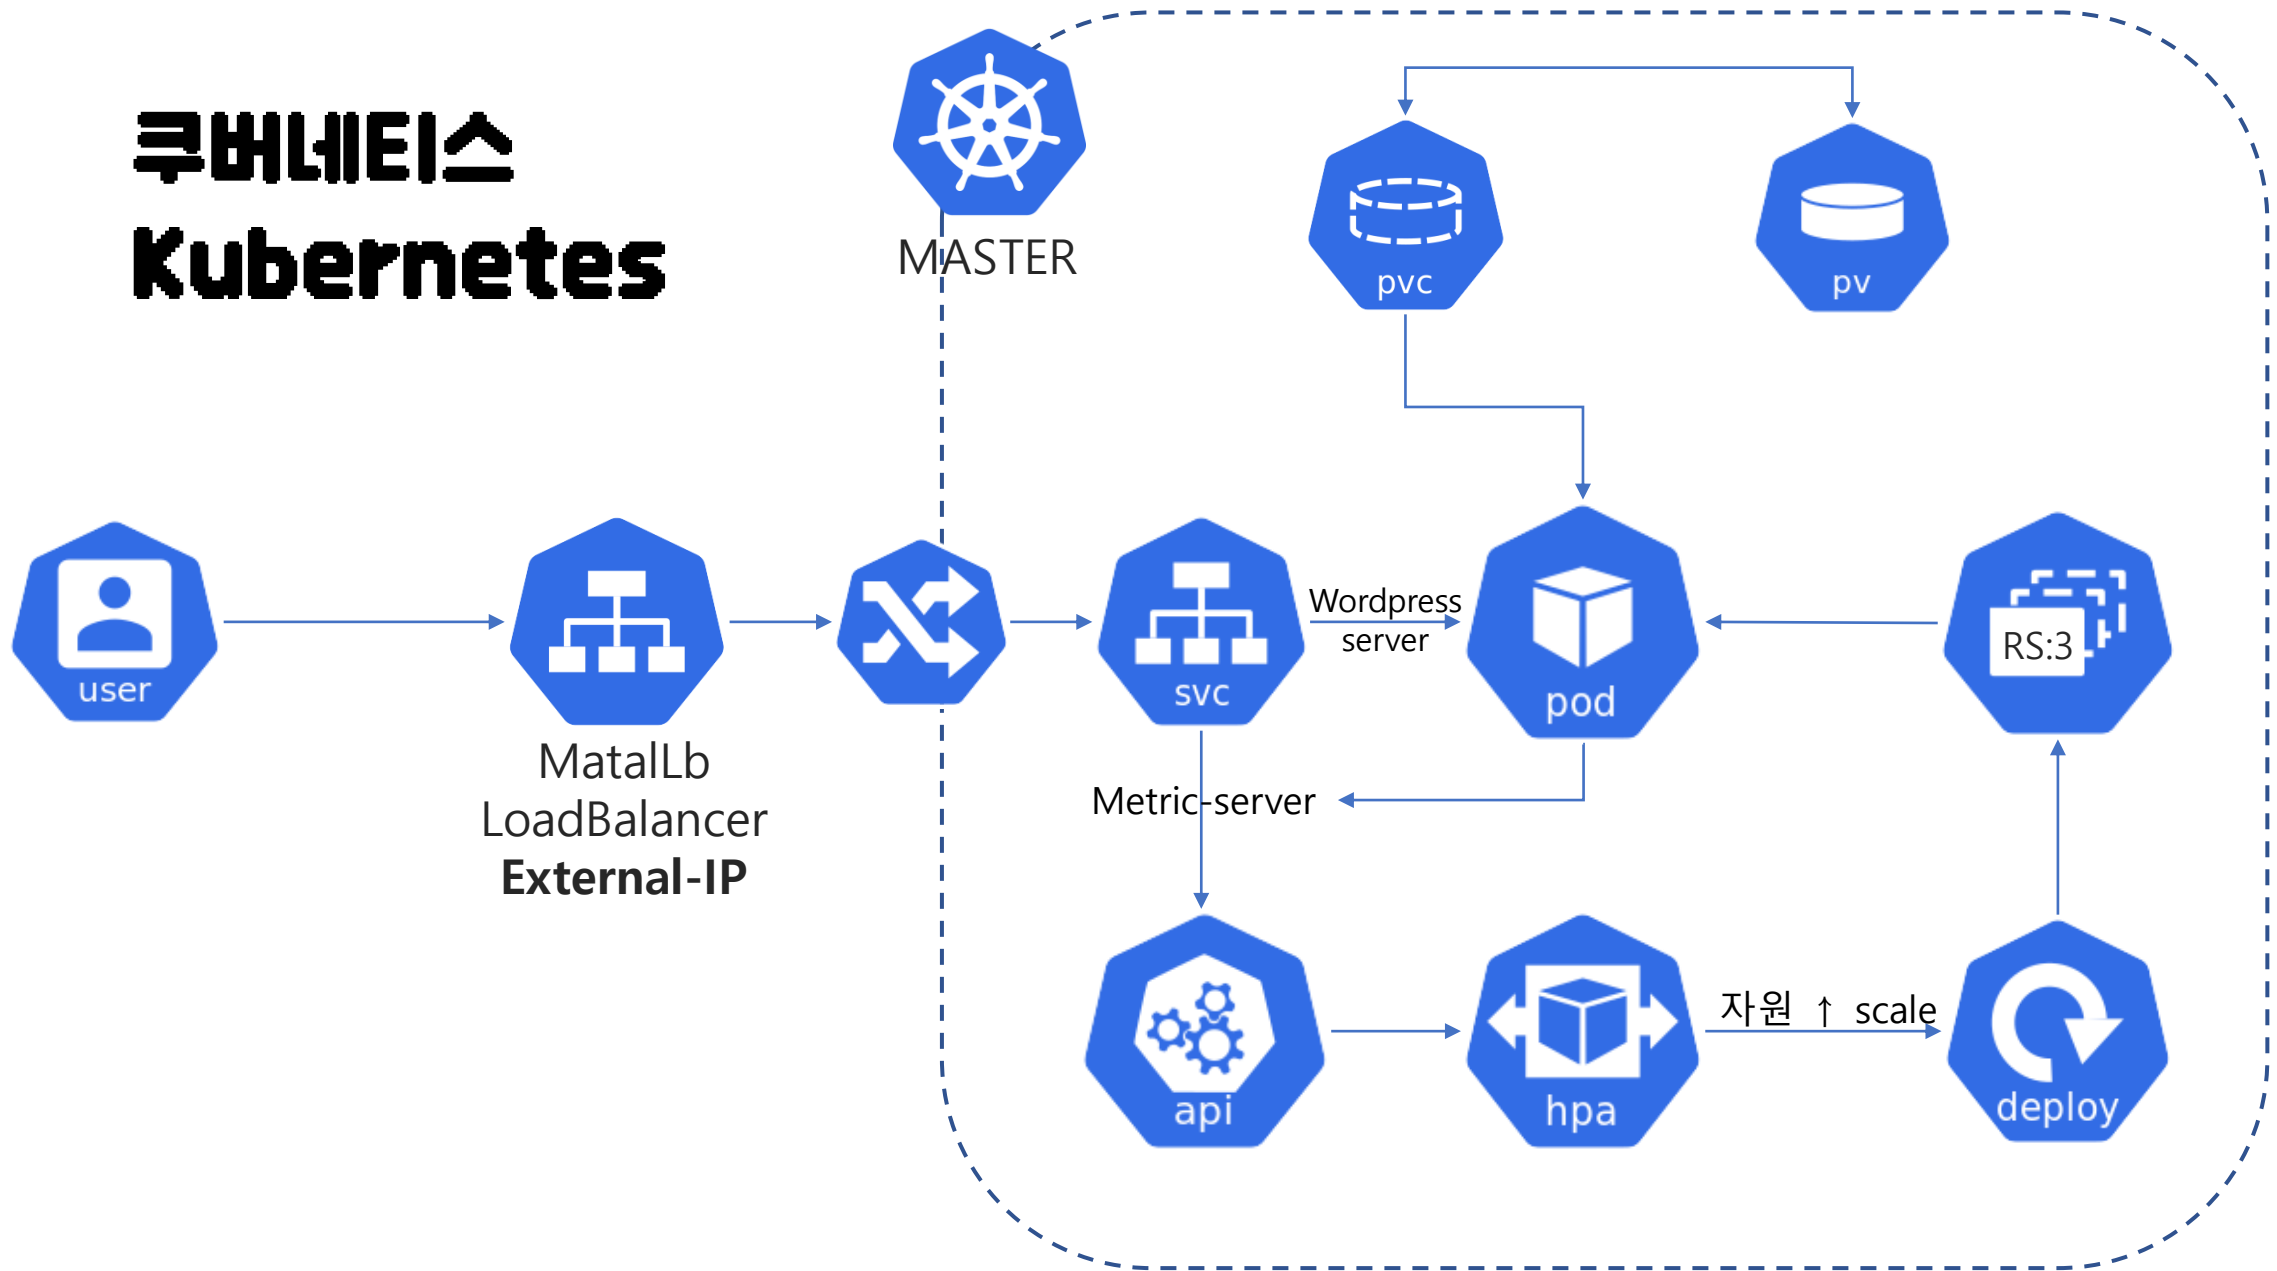 쿠버네티스
Kubernetes
MASTER
pvc
pv
user
MatalLb
LoadBalancer
External-IP
svc
Wordpress
server
pod
RS:3
Metric-server
api
hpa
자원 ↑ scale
deploy